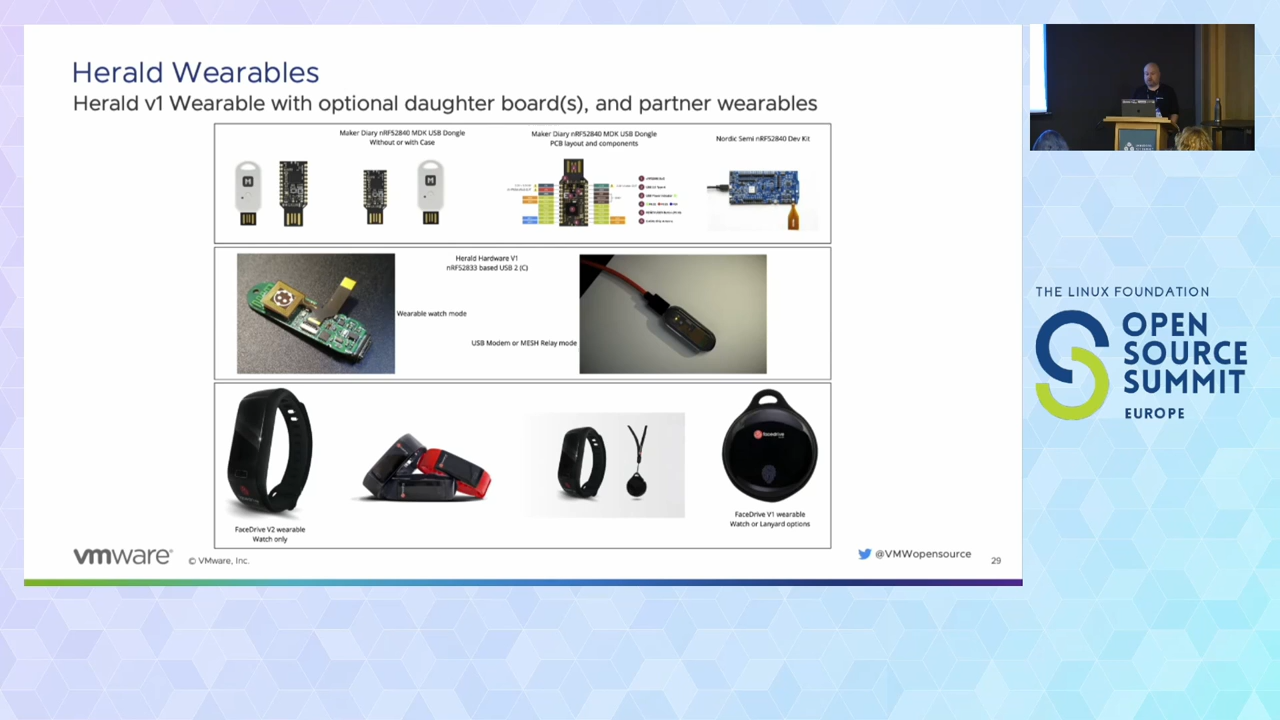 Herald Wearables
Herald v1 Wearable with optional daughter board(s), and partner wearables
Maker Diary nRF52840 MDK USB Dongle
Without or with Case
Maker Diary nRF52840 MDK USB Dongle
PCB layout and components
Nordic Semi nRF52840 Dev Kit
Herald Hardware V1
nRF52833 based USB 2 (C)
Wearable watch mode
USB Modem or MESH Relay mode
FaceDrive V2 wearable
Watch only
facedrive
FaceDrive V1 wearable
Watch or Lanyard options
vmware®
© VMware, Inc.
@VMWopensource
29
THE LINUX FOUNDATION
OPEN
SOURCE
SUMMIT
EUROPE